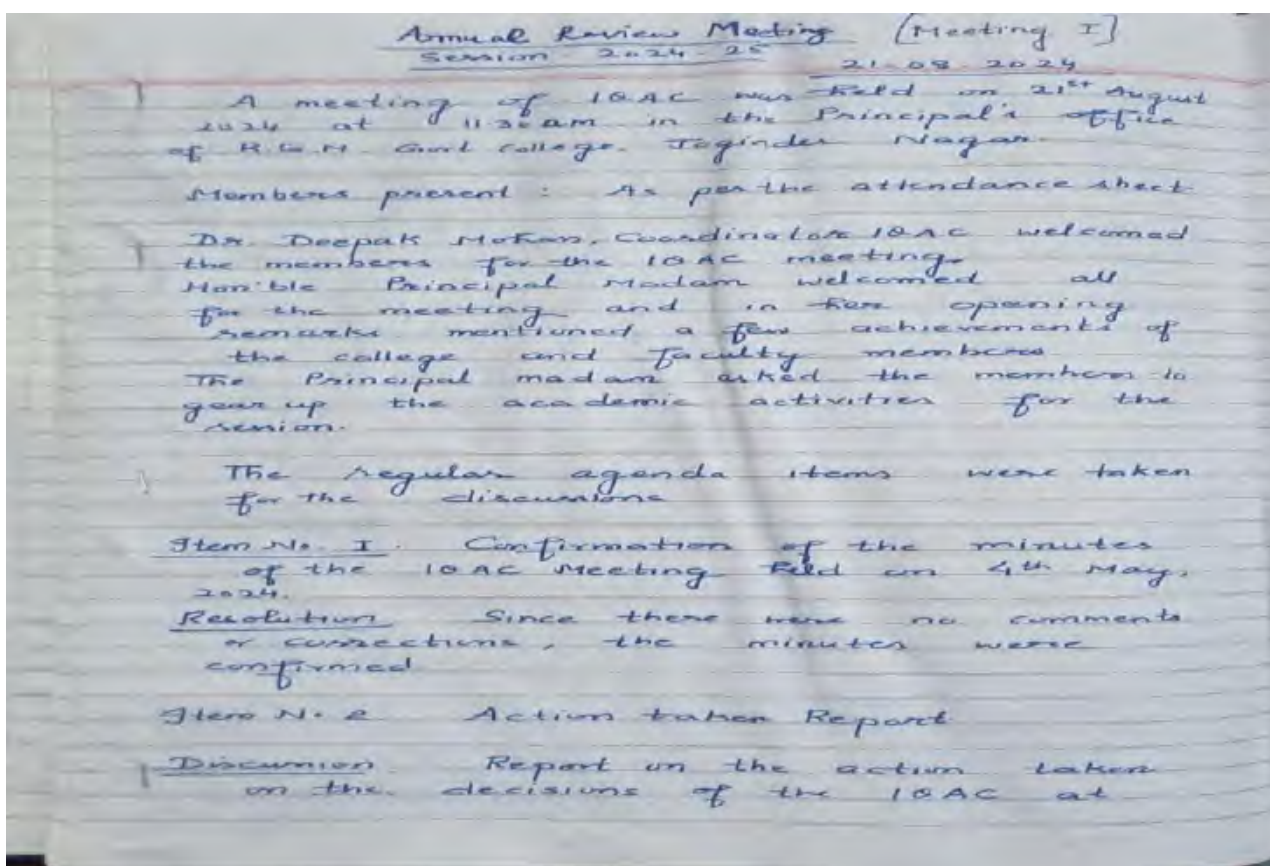 Annual Review Meeting (Meeting I)
Session 2024 25
21-08-2024
A meeting of IQAC was held on 21st August
2024 at 11.30 am in the Principal's office
of R.G.M. Govt College. Joginder Nagar.
Members present : As per the attendance sheet
Dr. Deepak Mohan, Coordinator IQAC welcomed
the members for the IQAC meeting.
Hon'ble Principal Madam welcomed all
for the meeting and in her opening
remarks mentioned a few achievements of
the college and faculty members
The Principal madam asked the members to
gear up the academic activities for the
session.
The regular agenda items were taken
for the discussions
Item No. I. Confirmation of the minutes
of the IQAC Meeting held on 4th May,
2024.
Resolution Since there were no comments
or corrections, the minutes were
confirmed
Item No. 2 Action taken Report
Discussion Report on the action taken
on the decisions of the IQAC at